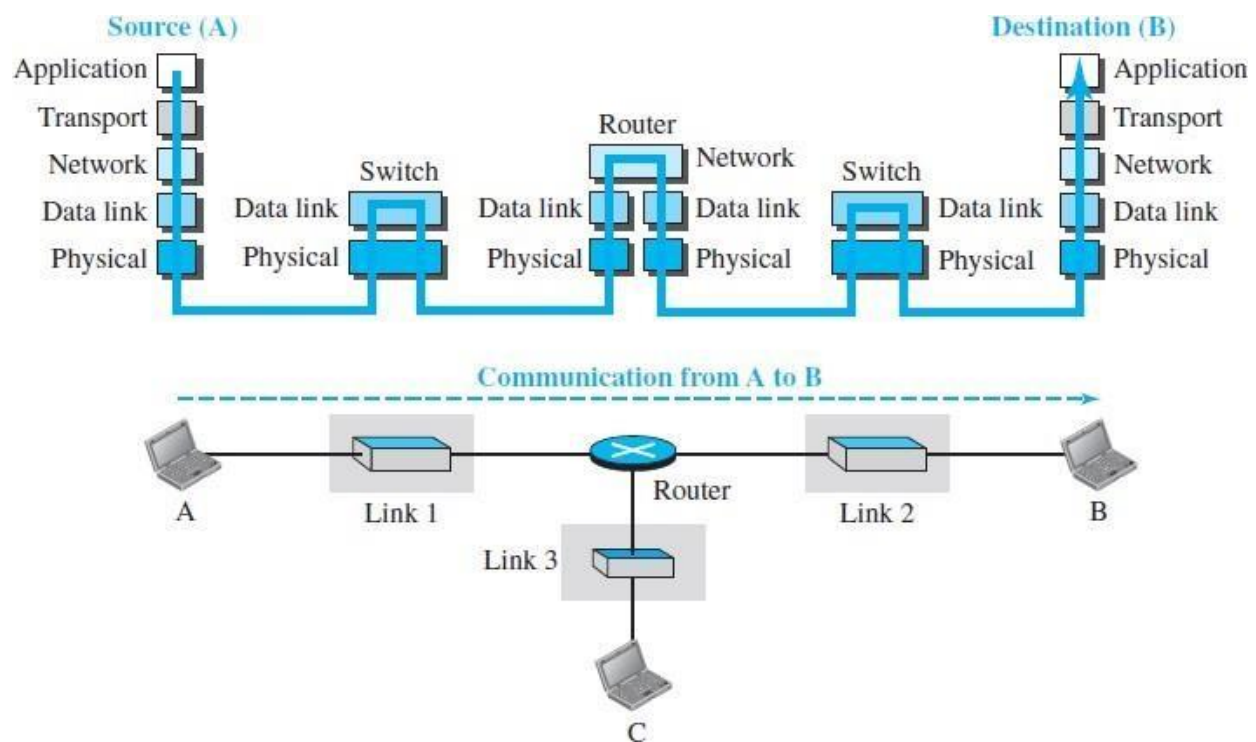 Source (A)
Destination (B)
Application
Transport
Network
Data link
Physical
Switch
Data link
Physical
Router
Network
Data link
Data link
Physical
Physical
Switch
Data link
Physical
Application
Transport
Network
Data link
Physical
Communication from A to B
A
Link 1
Router
Link 2
B
Link 3
C